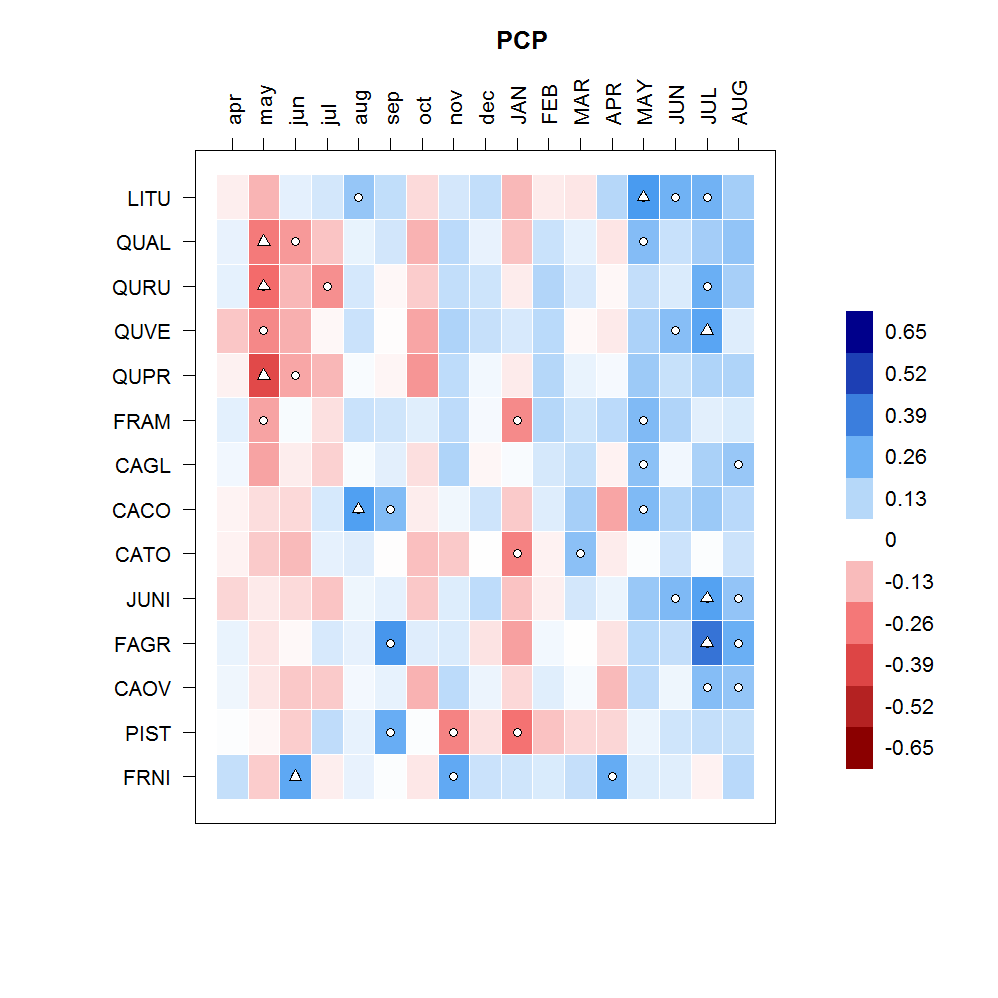 PCP
apr may jun jul aug sep oct nov dec JAN FEB MAR APR MAY JUN JUL AUG
LITU
QUAL
QURU
QUVE
QUPR
FRAM
CAGL
CACO
CATO
JUNI
FAGR
CAOV
PIST
FRNI
0.65
0.52
0.39
0.26
0.13
0
-0.13
-0.26
-0.39
-0.52
-0.65